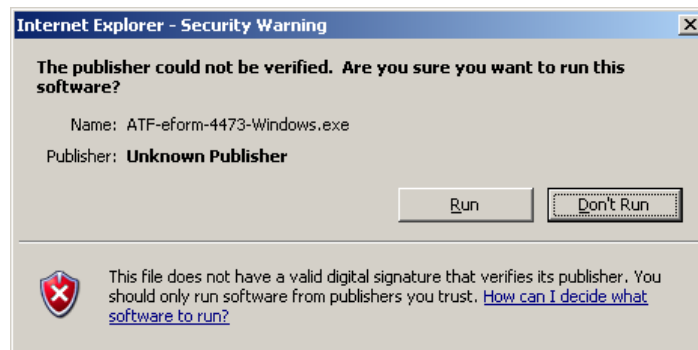 Internet Explorer - Security Warning
The publisher could not be verified.  Are you sure you want to run this
software?
Name: ATF-eform-4473-Windows.exe
Publisher: Unknown Publisher
Run
Don't Run
This file does not have a valid digital signature that verifies its publisher. You
should only run software from publishers you trust. How can I decide what
software to run?